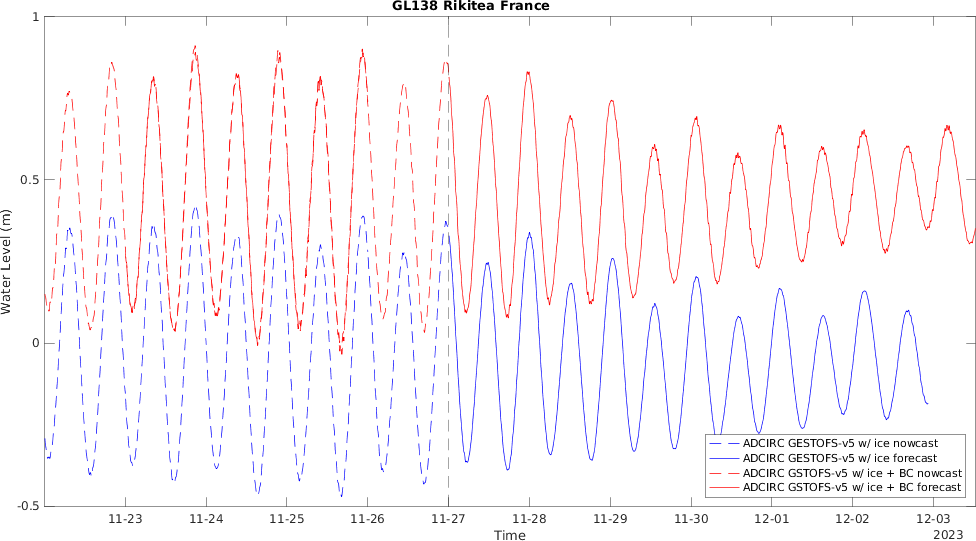 GL138 Rikitea France
Water Level (m)
1
0.5
0
-0.5
11-23
11-24
11-25
11-26
11-27
11-28
11-29
11-30
12-01
12-02
12-03
Time
2023
ADCIRC GESTOFS-v5 w/ ice nowcast
ADCIRC GESTOFS-v5 w/ ice forecast
ADCIRC GSTOFS-v5 w/ ice + BC nowcast
ADCIRC GSTOFS-v5 w/ ice + BC forecast